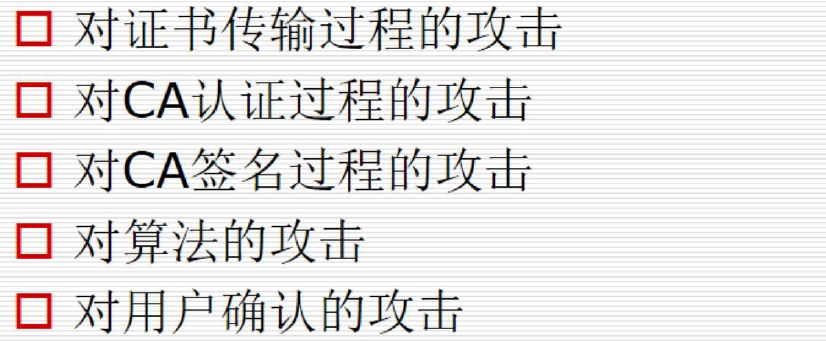 对证书传输过程的攻击
对CA认证过程的攻击
对CA签名过程的攻击
对算法的攻击
对用户确认的攻击